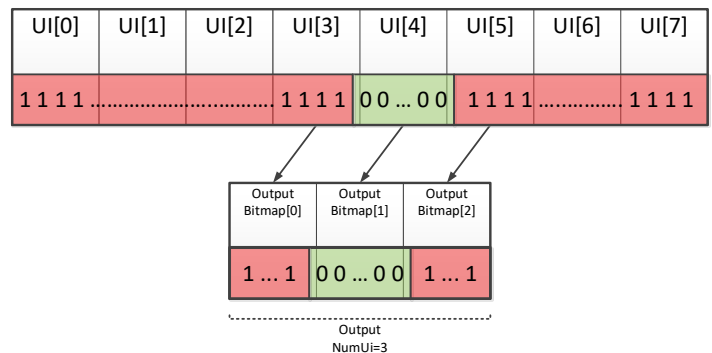 UI[0] UI[1] UI[2] UI[3] UI[4] UI[5] UI[6] UI[7]
1 1 1 1 ................................. 1 1 1 1 0 0 ... 0 0 1 1 1 1 ............... 1 1 1 1
Output Output Output
Bitmap[0] Bitmap[1] Bitmap[2]
1 ... 1 0 0 ... 0 0 1 ... 1
Output
NumUi=3